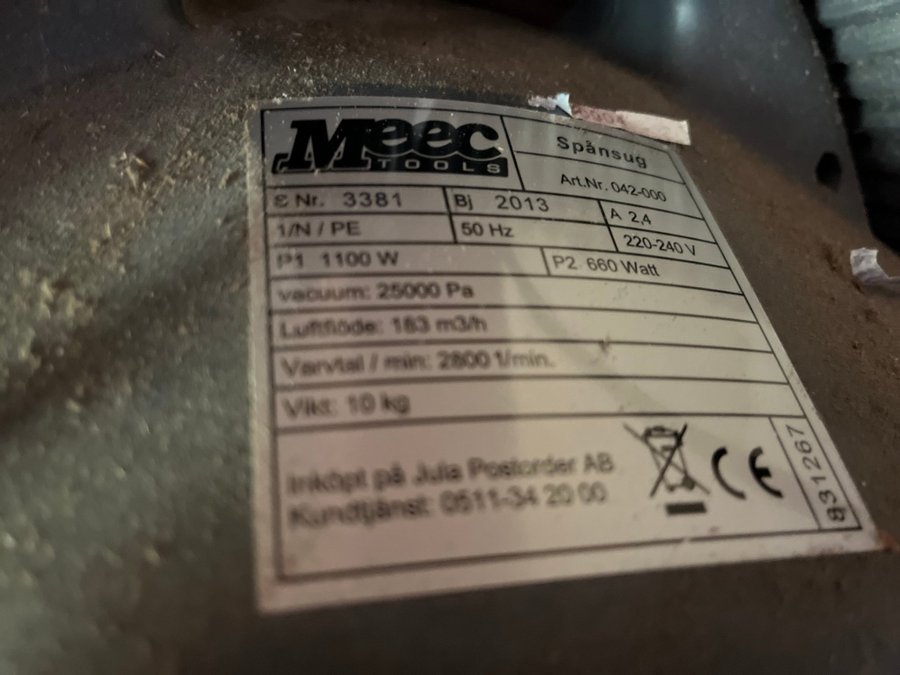 Meec
TOOLS
Spånsug
Art.Nr. 042-000
ε Nr. 3381
Bj 2013
A 2,4
1/N / PE
50 Hz
220-240 V
P1 1100 W
P2 660 Watt
vacuum: 25000 Pa
Luftflöde: 183 m3/h
Varvtal / min: 2800 1/min.
Vikt: 10 kg
Inköpt på Jula Postorder AB
Kundtjänst: 0511-34 20 00
CE
831267